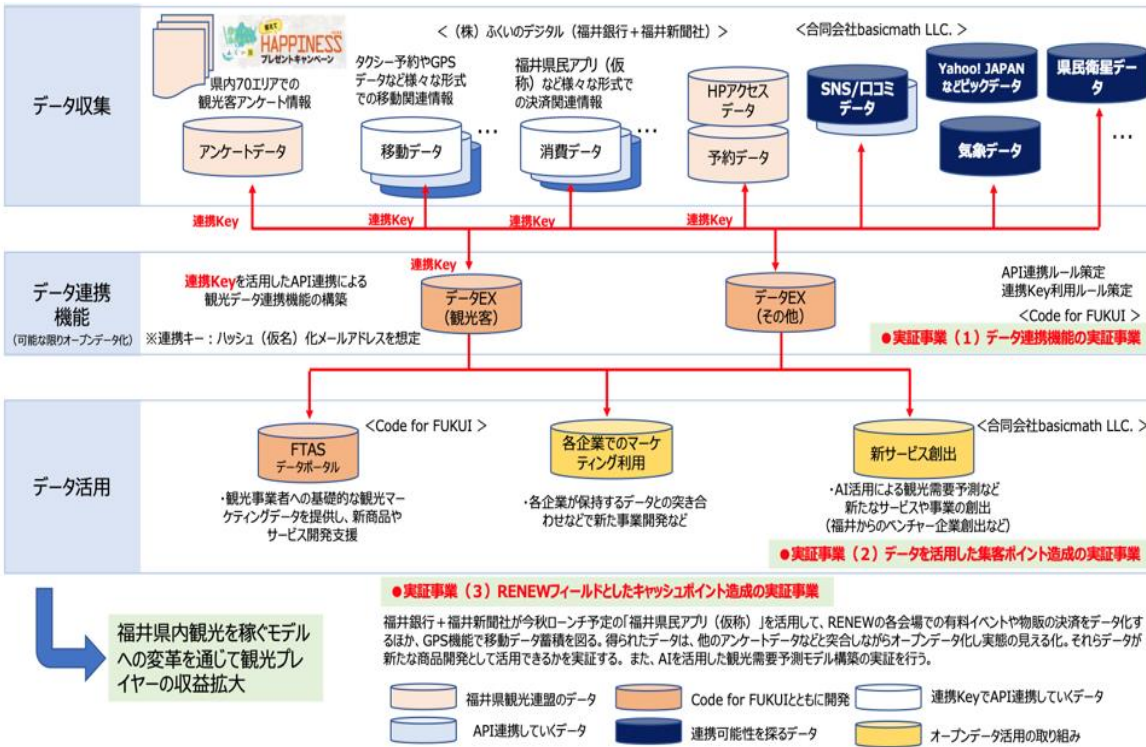 データ収集
教えて
ふくい旅
HAPPINESS
プレゼントキャンペーン
県内70エリアでの
観光客アンケート情報
アンケートデータ
<(株)ふくいのデジタル(福井銀行+福井新聞社)>
タクシー予約やGPS
データなど様々な形式
での移動関連情報
移動データ
…
福井県民アプリ(仮
称)など様々な形式で
の決済関連情報
消費データ
…
HPアクセス
データ
予約データ
<合同会社basicmath LLC. >
SNS/口コミ
データ
Yahoo! JAPAN
などビックデータ
気象データ
県民衛星デー
タ
…
連携Key
連携Key
連携Key
連携Key
データ連携
機能
(可能な限りオープンデータ化)
連携Keyを活用したAPI連携による
観光データ連携機能の構築
※連携キー:ハッシュ(仮名)化メールアドレスを想定
連携Key
データEX
(観光客)
データEX
(その他)
API連携ルール策定
連携Key利用ルール策定
<Code for FUKUI >
●実証事業(1)データ連携機能の実証事業
データ活用
<Code for FUKUI >
FTAS
データポータル
・観光事業者への基礎的な観光マー
ケティングデータを提供し、新商品や
サービス開発支援
各企業でのマーケ
ティング利用
・各企業が保持するデータとの突き合
わせなどで新たな事業開発など
<合同会社basicmath LLC. >
新サービス創出
・AI活用による観光需要予測など
新たなサービスや事業の創出
(福井からのベンチャー企業創出など)
●実証事業(2)データを活用した集客ポイント造成の実証事業
●実証事業(3)RENEWフィールドとしたキャッシュポイント造成の実証事業
福井県内観光を稼ぐモデル
への変革を通じて観光プレ
イヤーの収益拡大
福井銀行+福井新聞社が今秋ローンチ予定の「福井県民アプリ(仮称)」を活用して、RENEWの各会場での有料イベントや物販の決済をデータ化す
るほか、GPS機能で移動データ蓄積を図る。得られたデータは、他のアンケートデータなどと突合しながらオープンデータ化し実態の見える化。それらデータが
新たな商品開発として活用できるかを実証する。また、AIを活用した観光需要予測モデル構築の実証を行う。
福井県観光連盟のデータ
Code for FUKUIとともに開発
連携KeyでAPI連携していくデータ
API連携していくデータ
連携可能性を探るデータ
オープンデータ活用の取り組み